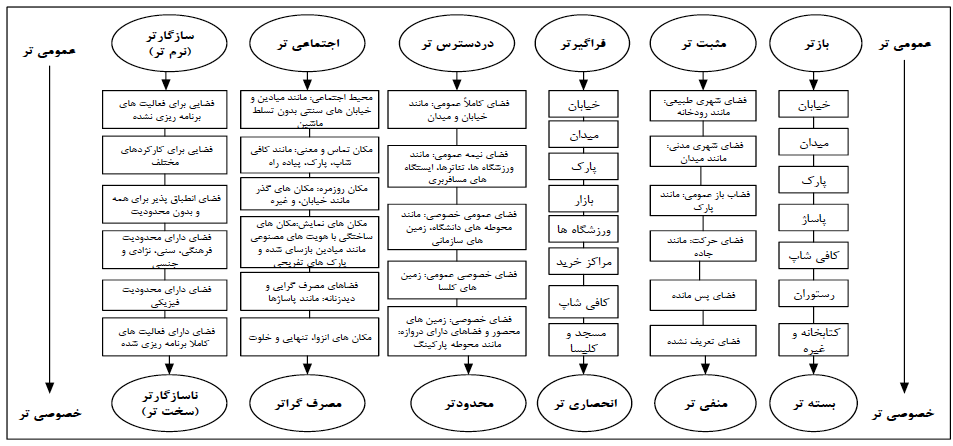 عمومی تر
بازتر
خیابان
میدان
پارک
پاساژ
کافی شاپ
رستوران
کتابخانه و
غیره
بسته تر
خصوصی تر
مثبت تر
فضای شهری طبیعی:
مانند رودخانه
فضای شهری مدنی:
مانند میدان
فضاب باز عمومی: مانند
پارک
فضای حرکت: مانند
جاده
فضای پس مانده
فضای تعریف نشده
منفی تر
فراگیرتر
خیابان
میدان
پارک
بازار
ورزشگاه ها
مراکز خرید
کافی شاپ
مسجد و
کلیسا
انحصاری تر
دردسترس تر
فضای کاملاً عمومی: مانند
خیابان و میدان
فضای نیمه عمومی: مانند
ورزشگاه ها، تئاترها، ایستگاه
های مسافربری
فضای عمومی خصوصی: مانند
محوطه های دانشگاه، زمین
های سازمانی
فضای خصوصی عمومی: زمین
های کلسا
فضای خصوصی: زمین های
محصور و فضاهای دارای دروازه:
مانند محوطه پارکینگ
محدودتر
اجتماعی تر
محیط اجتماعی: مانند میادین و
خیابان های سنتی بدون تسلط
ماشین
مکان تماس و معنی: مانند کافی
شاپ، پارک، پیاده راه
مکان روزمره: مکان های گذر
مانند خیابان، و غیره
مکان های نمایش:مکان های
ساختگی با هویت های مصنوعی
مانند میادین بازسازی شده و
پارک های تفریحی
فضاهای مصرف گرایی و
دیدزنانه: مانند پاساژها
مکان های انزوا، تنهایی و خلوت
مصرف گراتر
سازگارتر
(نرم تر)
فضایی برای فعالیت های
برنامه ریزی نشده
فضایی برای کارکردهای
مختلف
فضای انطباق پذیر برای همه
و بدون محدودیت
فضای دارای محدودیت
فرهنگی، سنی، نژادی و
جنسی
فضای دارای محدودیت
فیزیکی
فضای دارای فعالیت های
کاملا برنامه ریزی شده
ناسازگارتر
(سخت تر)
عمومی تر
خصوصی تر